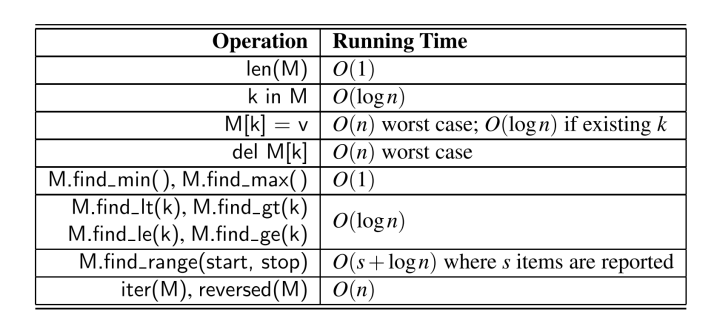 Operation Running Time
len(M) O(1)
k in M O(log n)
M[k] = v O(n) worst case; O(log n) if existing k
del M[k] O(n) worst case
M.find_min( ), M.find_max( ) O(1)
M.find_lt(k), M.find_gt(k)
M.find_le(k), M.find_ge(k) O(log n)
M.find_range(start, stop) O(s + log n) where s items are reported
iter(M), reversed(M) O(n)